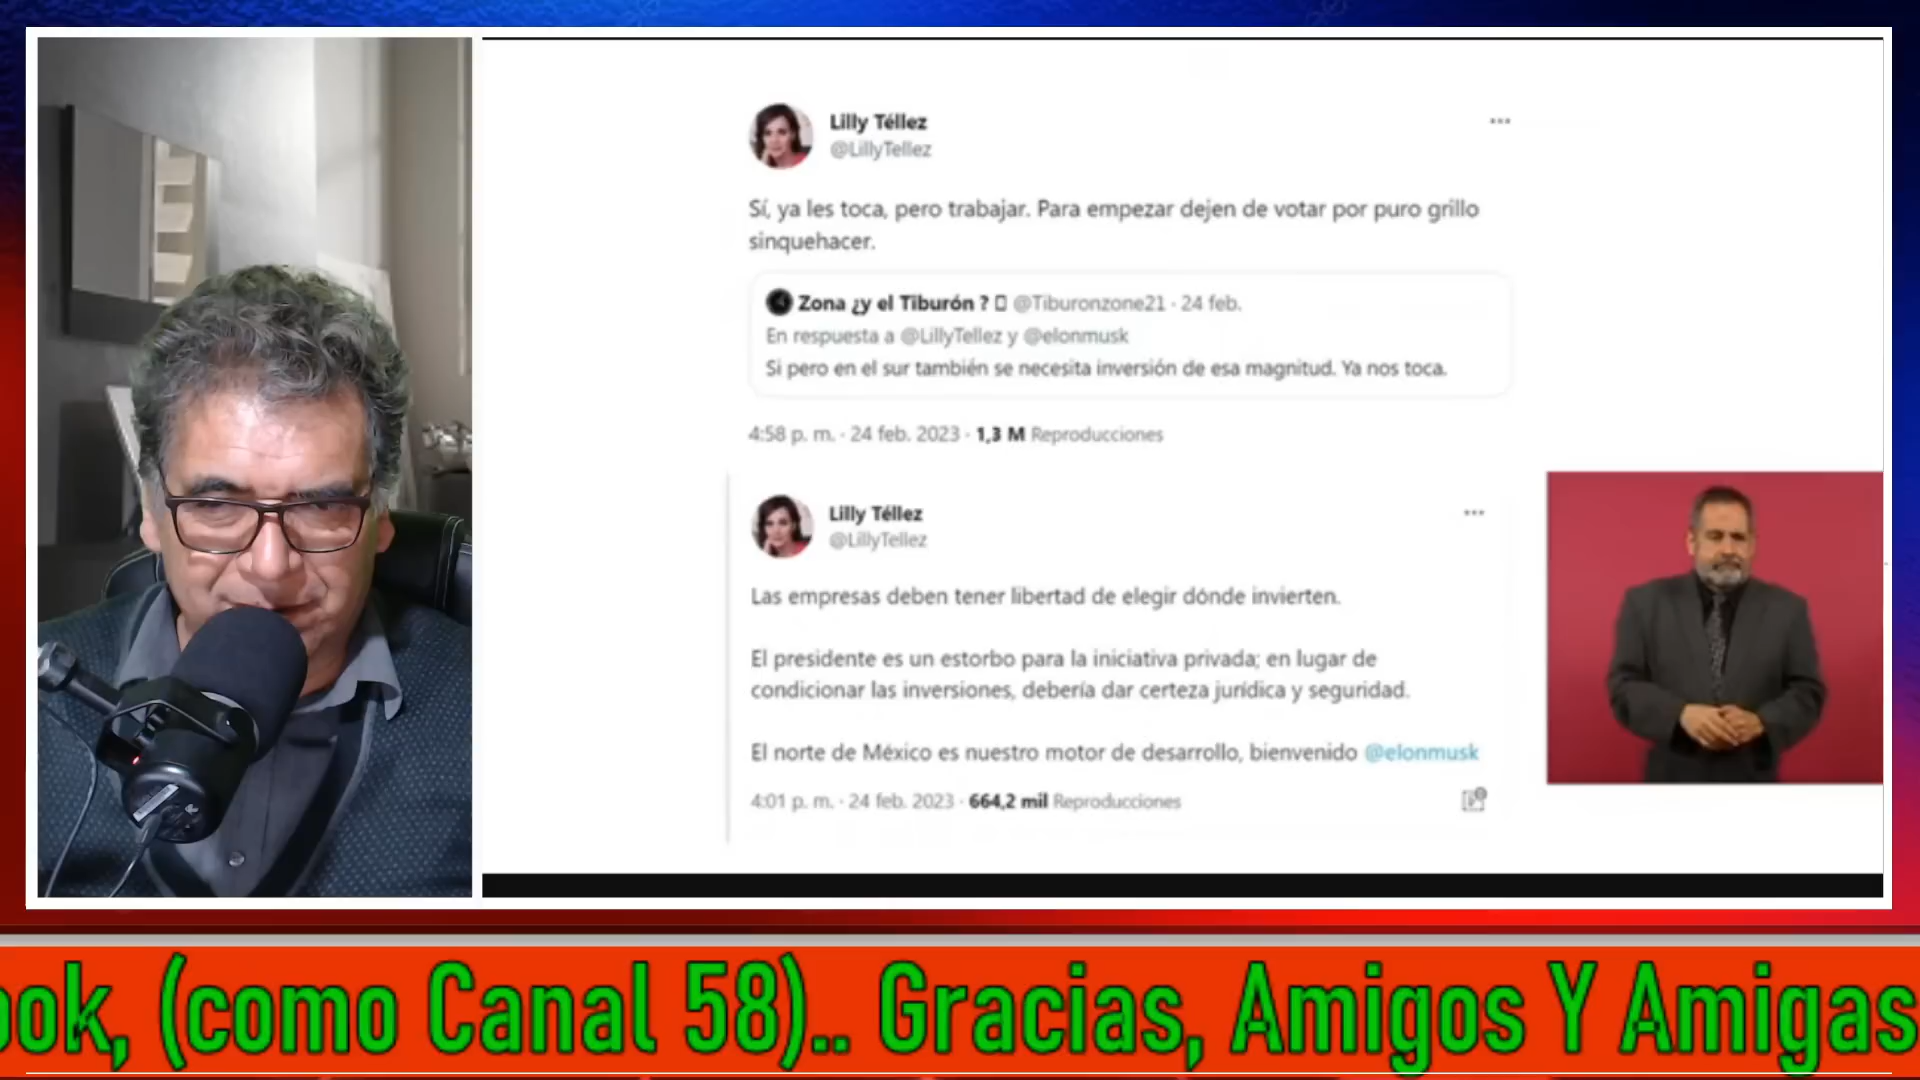 Lilly Téllez
@LillyTellez
Sí, ya les toca, pero trabajar. Para empezar dejen de votar por puro grillo
sinquehacer.
Zona ¿y el Tiburón ? @Tiburonzone21 · 24 feb.
En respuesta a @LillyTellez y @elonmusk
Si pero en el sur también se necesita inversión de esa magnitud. Ya nos toca.
4:58 p. m. · 24 feb. 2023 · 1,3 M Reproducciones
Lilly Téllez
@LillyTellez
Las empresas deben tener libertad de elegir dónde invierten.
El presidente es un estorbo para la iniciativa privada; en lugar de
condicionar las inversiones, debería dar certeza jurídica y seguridad.
El norte de México es nuestro motor de desarrollo, bienvenido @elonmusk
4:01 p. m. · 24 feb. 2023 · 664,2 mil Reproducciones
ook, (como Canal 58).. Gracias, Amigos Y Amigas